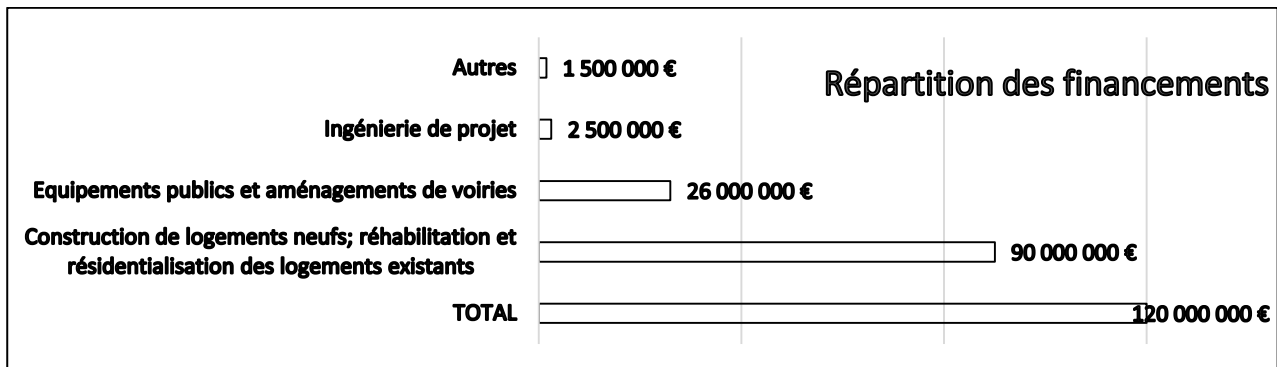 Répartition des financements
Autres
1 500 000 €
Ingénierie de projet
2 500 000 €
Equipements publics et aménagements de voiries
26 000 000 €
Construction de logements neufs; réhabilitation et
résidentialisation des logements existants
90 000 000 €
TOTAL
120 000 000 €